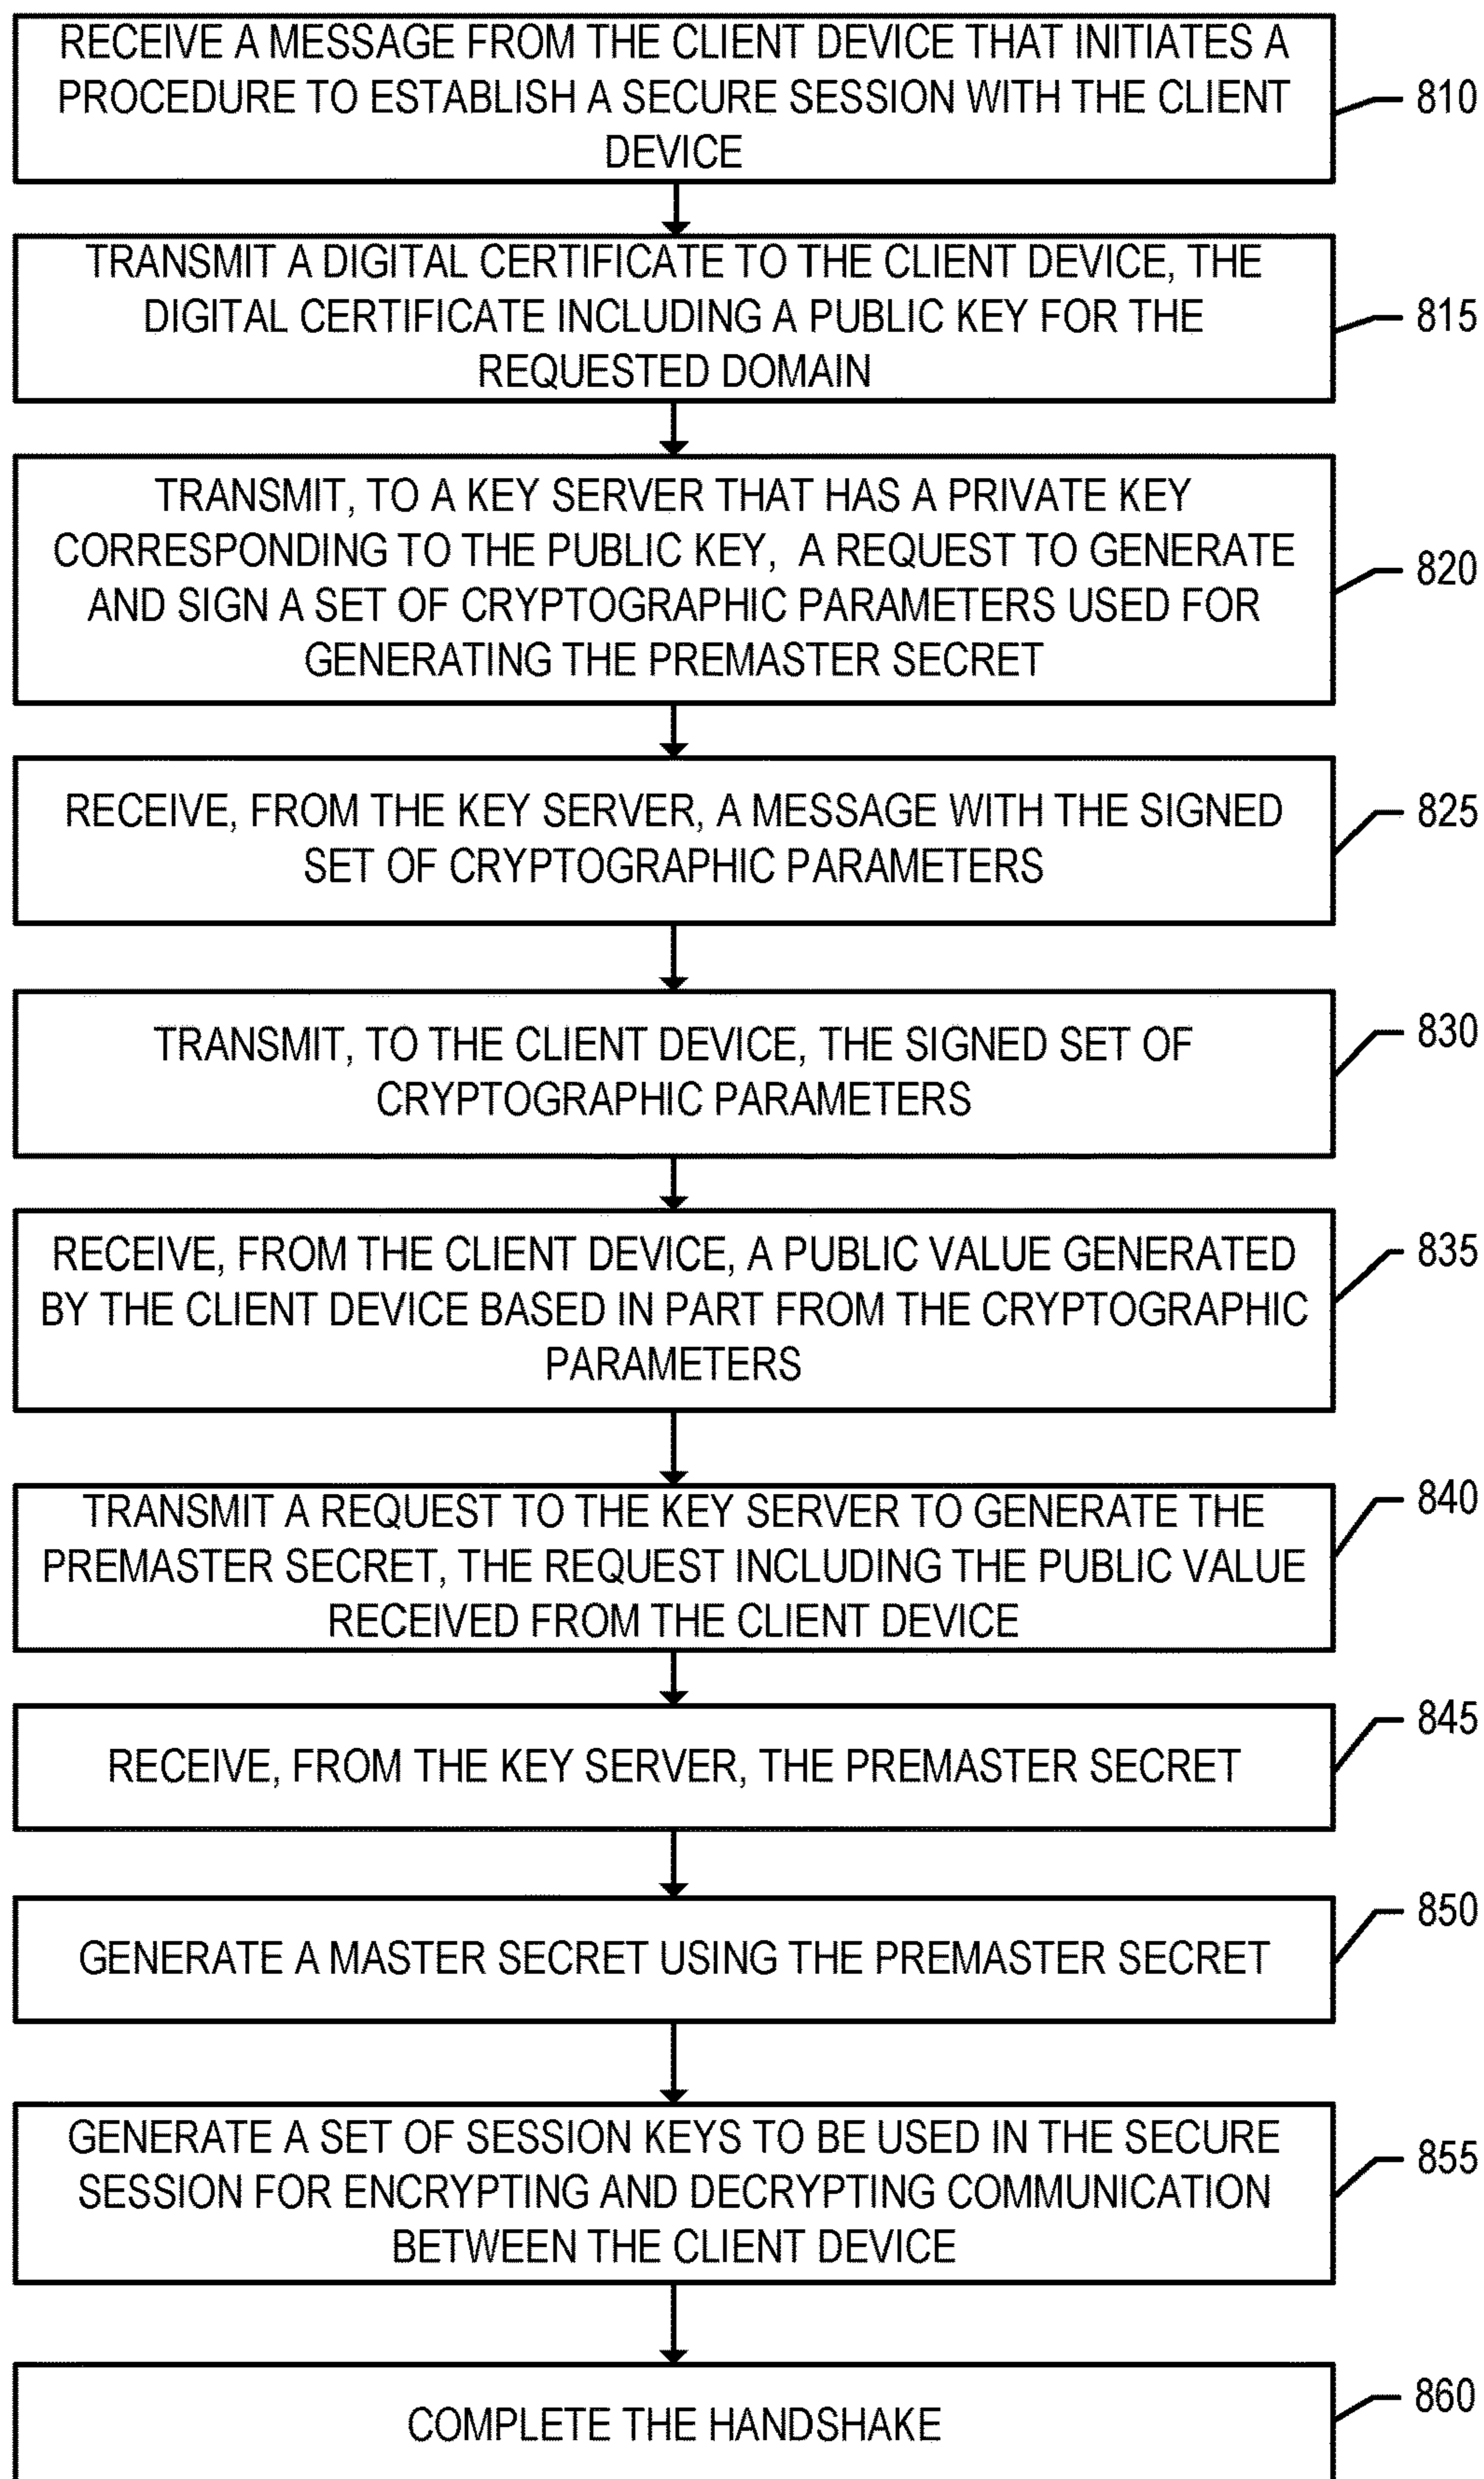 RECEIVE A MESSAGE FROM THE CLIENT DEVICE THAT INITIATES A
PROCEDURE TO ESTABLISH A SECURE SESSION WITH THE CLIENT
DEVICE
810
TRANSMIT A DIGITAL CERTIFICATE TO THE CLIENT DEVICE, THE
DIGITAL CERTIFICATE INCLUDING A PUBLIC KEY FOR THE
REQUESTED DOMAIN
815
TRANSMIT, TO A KEY SERVER THAT HAS A PRIVATE KEY
CORRESPONDING TO THE PUBLIC KEY, A REQUEST TO GENERATE
AND SIGN A SET OF CRYPTOGRAPHIC PARAMETERS USED FOR
GENERATING THE PREMASTER SECRET
820
RECEIVE, FROM THE KEY SERVER, A MESSAGE WITH THE SIGNED
SET OF CRYPTOGRAPHIC PARAMETERS
825
TRANSMIT, TO THE CLIENT DEVICE, THE SIGNED SET OF
CRYPTOGRAPHIC PARAMETERS
830
RECEIVE, FROM THE CLIENT DEVICE, A PUBLIC VALUE GENERATED
BY THE CLIENT DEVICE BASED IN PART FROM THE CRYPTOGRAPHIC
PARAMETERS
835
TRANSMIT A REQUEST TO THE KEY SERVER TO GENERATE THE
PREMASTER SECRET, THE REQUEST INCLUDING THE PUBLIC VALUE
RECEIVED FROM THE CLIENT DEVICE
840
RECEIVE, FROM THE KEY SERVER, THE PREMASTER SECRET
845
GENERATE A MASTER SECRET USING THE PREMASTER SECRET
850
GENERATE A SET OF SESSION KEYS TO BE USED IN THE SECURE
SESSION FOR ENCRYPTING AND DECRYPTING COMMUNICATION
BETWEEN THE CLIENT DEVICE
855
COMPLETE THE HANDSHAKE
860